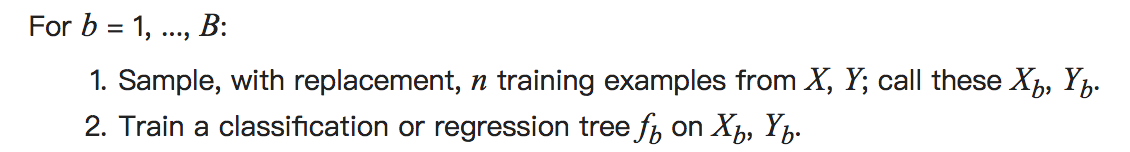 For b = 1, ..., B:
1. Sample, with replacement, n training examples from X, Y; call these X_b, Y_b.
2. Train a classification or regression tree f_b on X_b, Y_b.